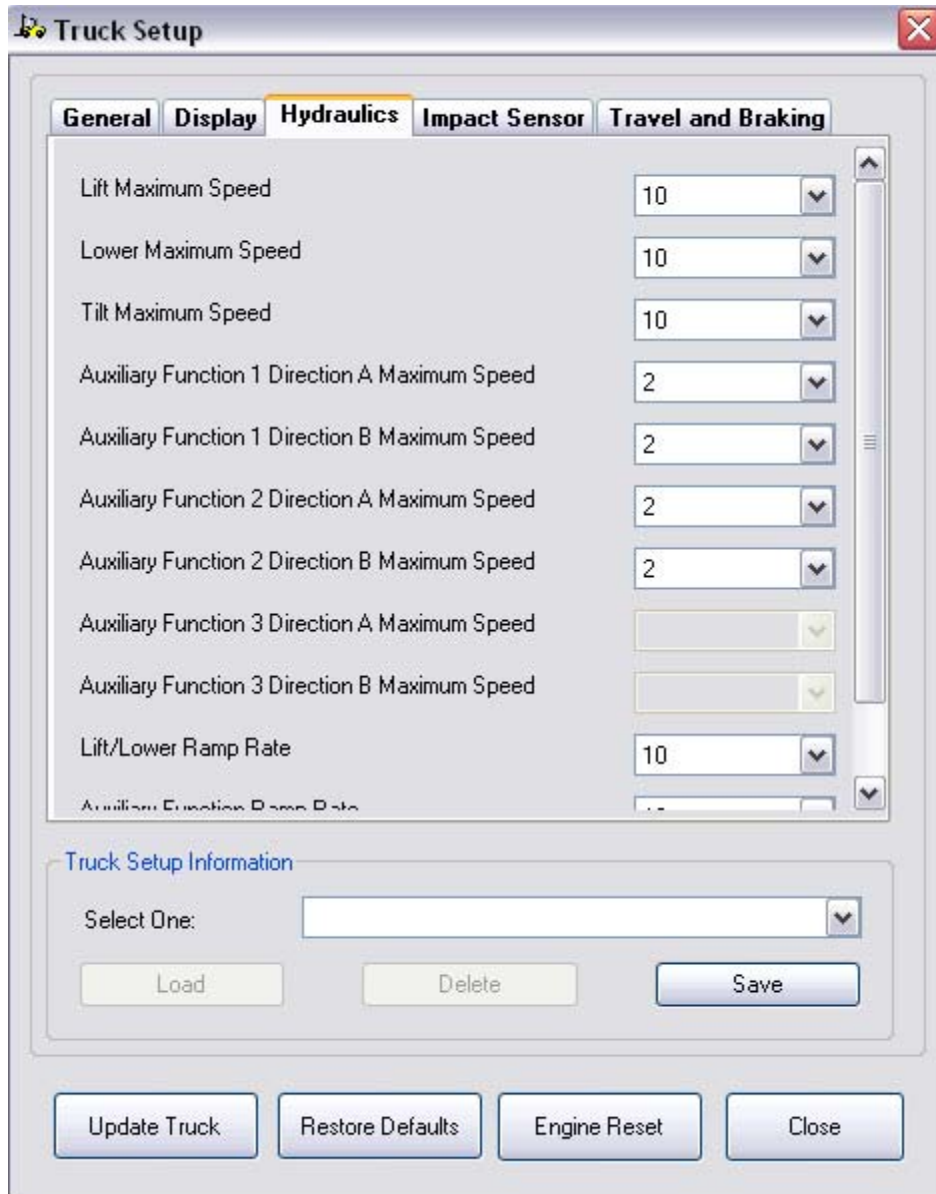 Truck Setup
General Display Hydraulics Impact Sensor Travel and Braking
Lift Maximum Speed 10
Lower Maximum Speed 10
Tilt Maximum Speed 10
Auxiliary Function 1 Direction A Maximum Speed 2
Auxiliary Function 1 Direction B Maximum Speed 2
Auxiliary Function 2 Direction A Maximum Speed 2
Auxiliary Function 2 Direction B Maximum Speed 2
Auxiliary Function 3 Direction A Maximum Speed
Auxiliary Function 3 Direction B Maximum Speed
Lift/Lower Ramp Rate 10
Auxiliary Function Ramp Rate
Truck Setup Information
Select One:
Load Delete Save
Update Truck Restore Defaults Engine Reset Close